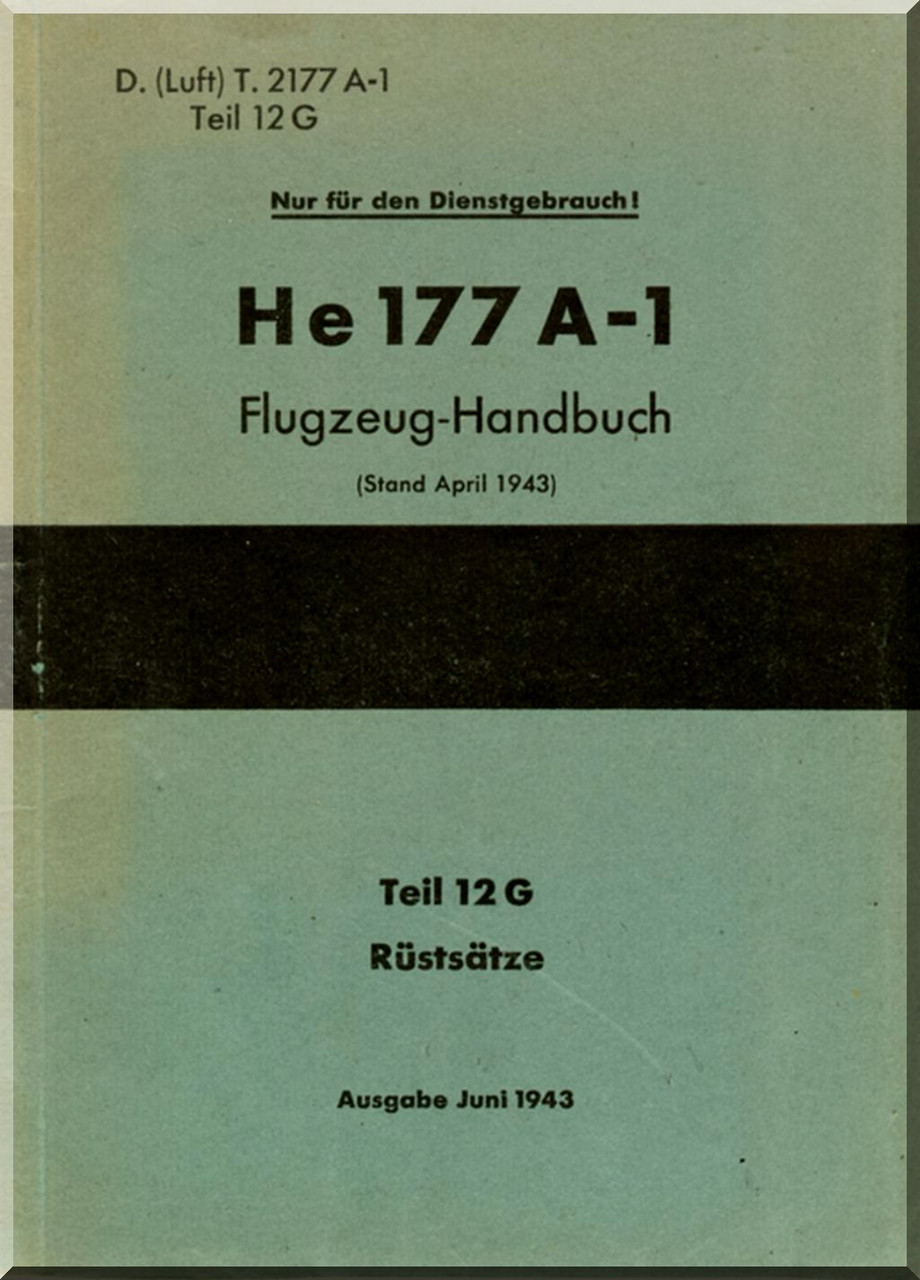 D. (Luft) T. 2177 A-1
Teil 12 G
Nur für den Dienstgebrauch!
He 177 A-1
Flugzeug-Handbuch
(Stand April 1943)
Teil 12 G
Rüstsätze
Ausgabe Juni 1943